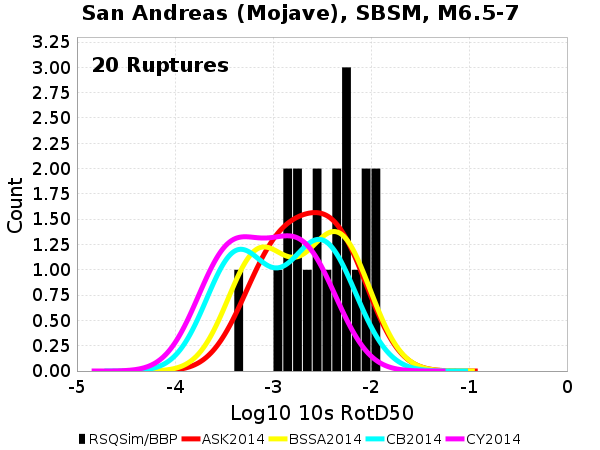 San Andreas (Mojave), SBSM, M6.5-7
20 Ruptures
3.25
3.00
2.75
2.50
2.25
2.00
1.75
1.50
1.25
1.00
0.75
0.50
0.25
0.00
Count
-5 -4 -3 -2 -1 0
Log10 10s RotD50
RSQSim/BBP ASK2014 BSSA2014 CB2014 CY2014